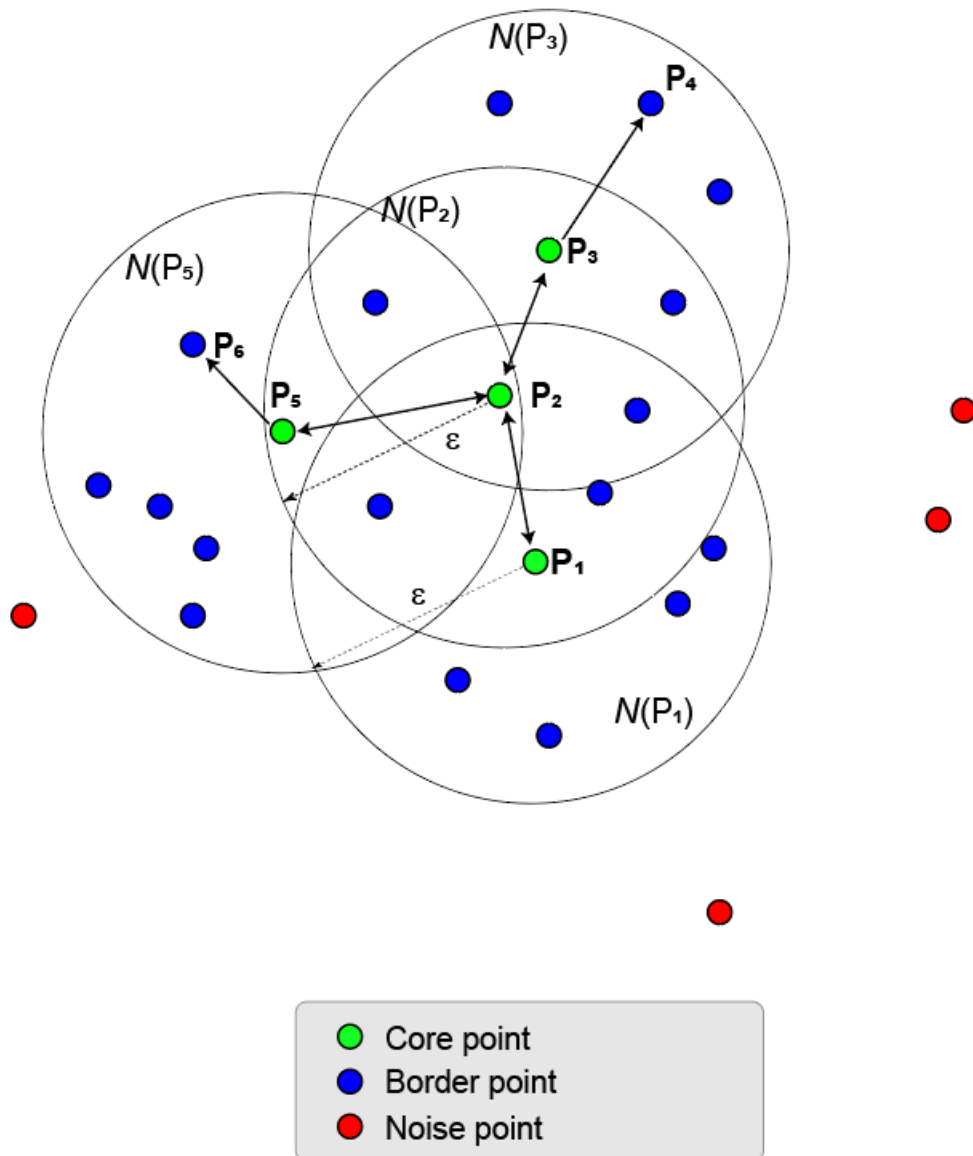 N(P₃)
P₄
N(P₂)
P₃
N(P₅)
P₆
P₅
P₂
ε
P₁
ε
N(P₁)
Core point
Border point
Noise point